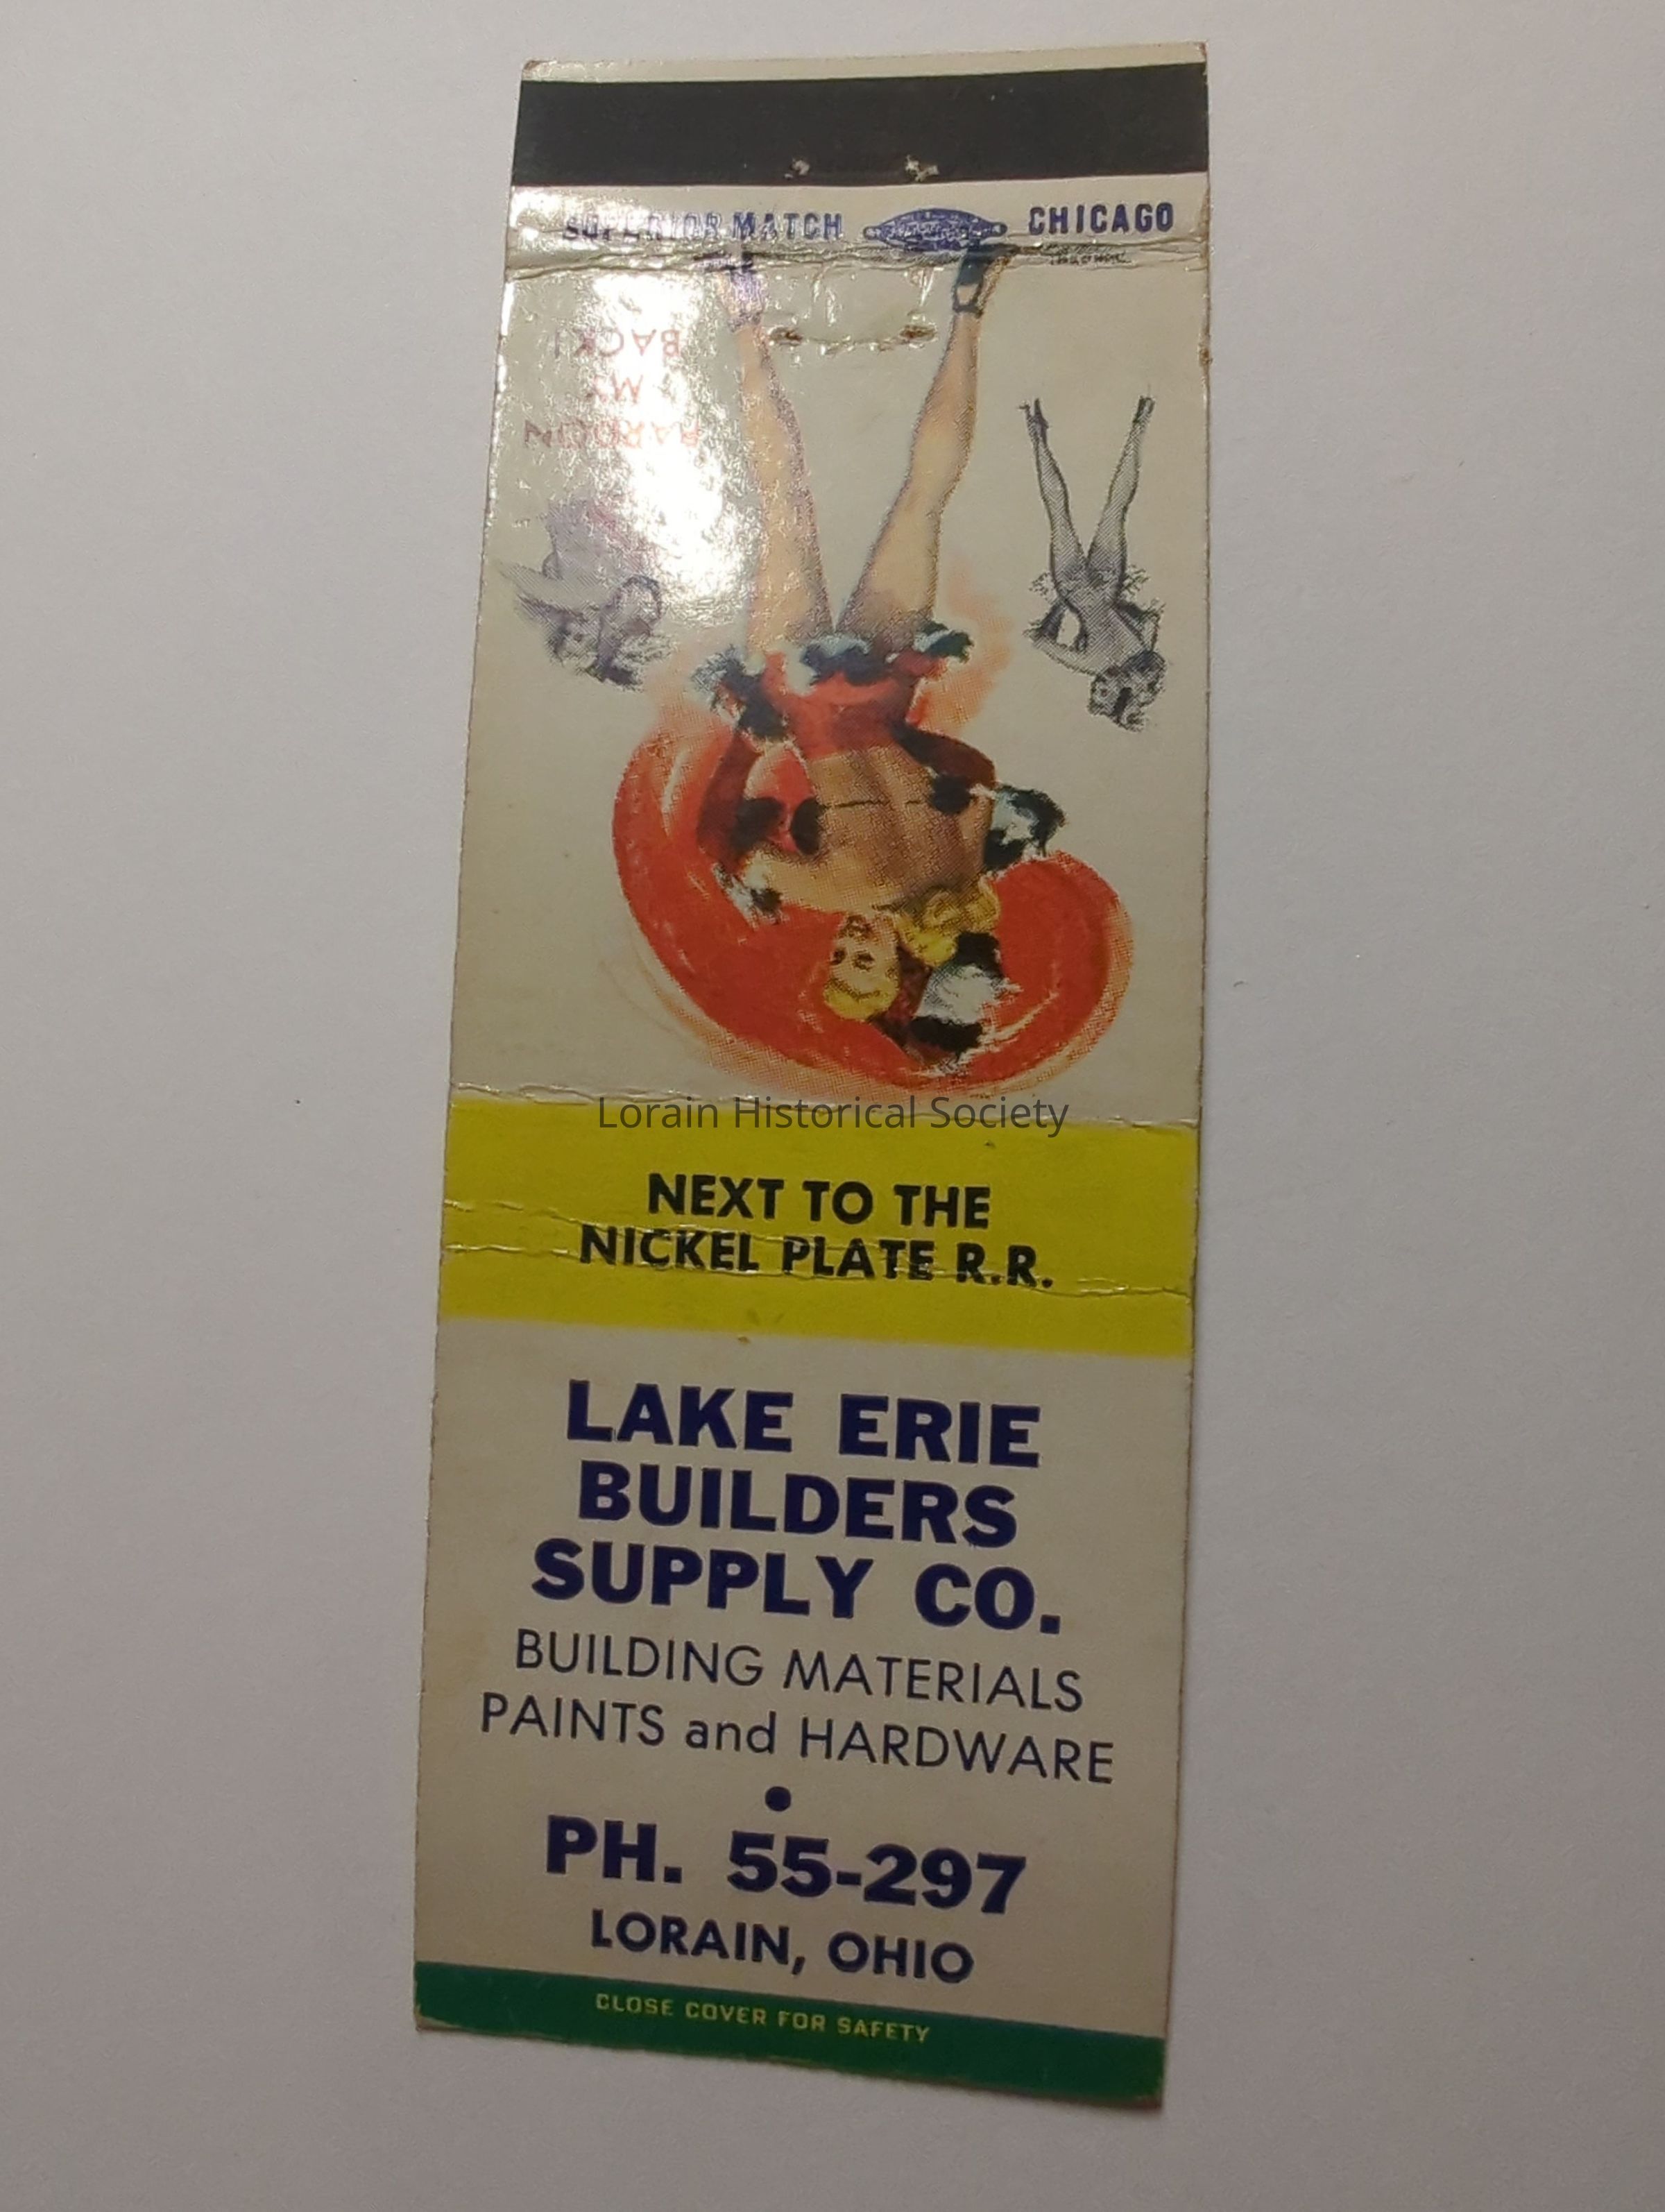 SUPERIOR MATCH CHICAGO
PARDON
MY
BACK!
Lorain Historical Society
NEXT TO THE
NICKEL PLATE R.R.
LAKE ERIE
BUILDERS
SUPPLY CO.
BUILDING MATERIALS
PAINTS and HARDWARE
•
PH. 55-297
LORAIN, OHIO
CLOSE COVER FOR SAFETY